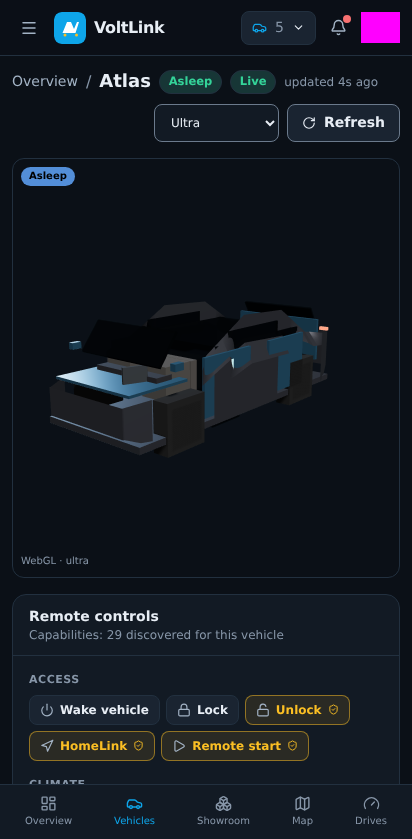 VoltLink
5
Overview / Atlas Asleep Live updated 4s ago
Ultra
Refresh
Asleep
WebGL · ultra
Remote controls
Capabilities: 29 discovered for this vehicle
ACCESS
Wake vehicle Lock Unlock
HomeLink Remote start
CLIMATE
Overview Vehicles Showroom Map Drives